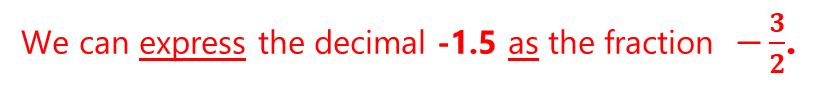 We can express the decimal -1.5 as the fraction −3/2.